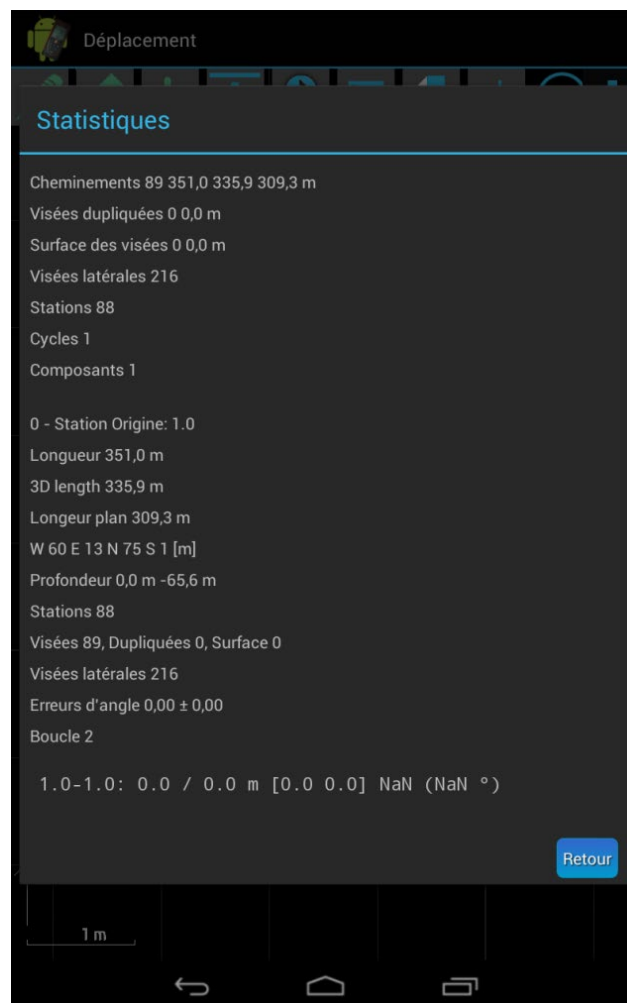 Déplacement
Statistiques
Cheminements 89 351,0 335,9 309,3 m
Visées dupliquées 0 0,0 m
Surface des visées 0 0,0 m
Visées latérales 216
Stations 88
Cycles 1
Composants 1
0 - Station Origine: 1.0
Longueur 351,0 m
3D length 335,9 m
Longeur plan 309,3 m
W 60 E 13 N 75 S 1 [m]
Profondeur 0,0 m -65,6 m
Stations 88
Visées 89, Dupliquées 0, Surface 0
Visées latérales 216
Erreurs d'angle 0,00 ± 0,00
Boucle 2
1.0-1.0: 0.0 / 0.0 m [0.0 0.0] NaN (NaN º)
Retour
1 m